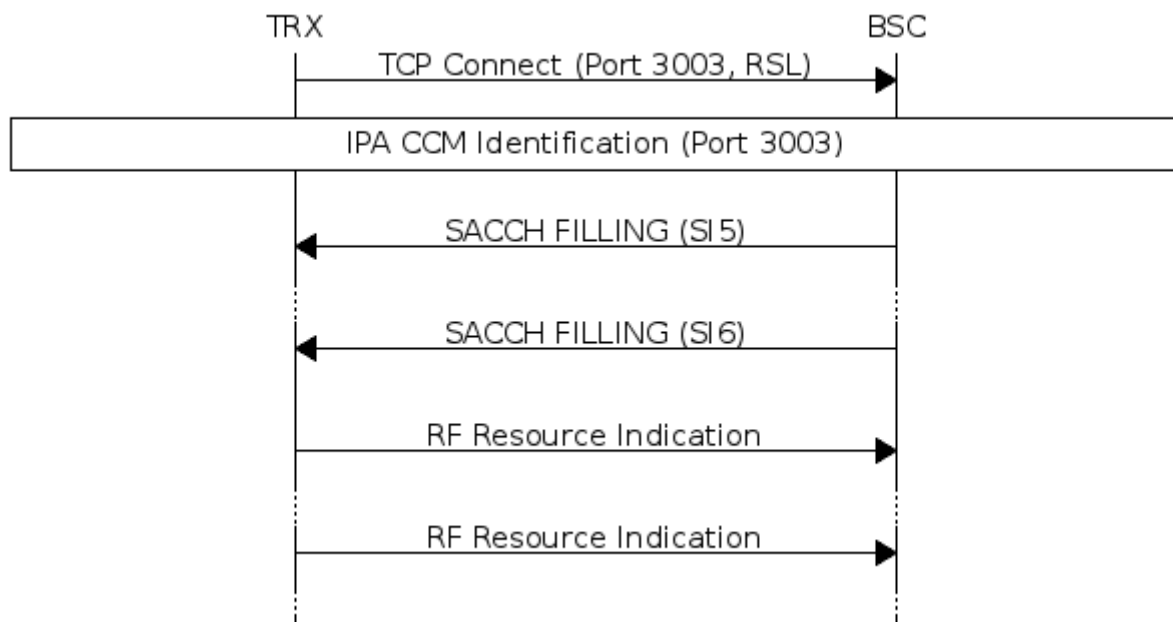 TRX BSC
TCP Connect (Port 3003, RSL)
IPA CCM Identification (Port 3003)
SACCH FILLING (SI5)
SACCH FILLING (SI6)
RF Resource Indication
RF Resource Indication